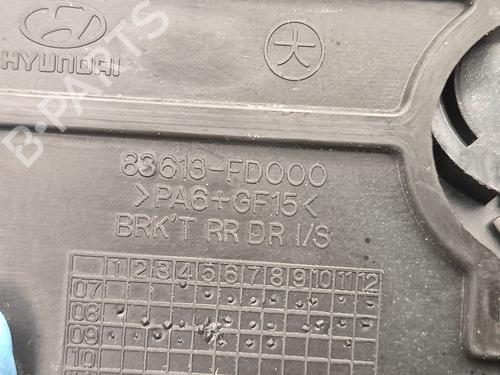 HYUNDAI
大
B-PARTS
83613-FD000
>PA6+GF15<
BRK'T RR DR I/S
1 2 3 4 5 6 7 8 9 10 11 12
07
08
09
10